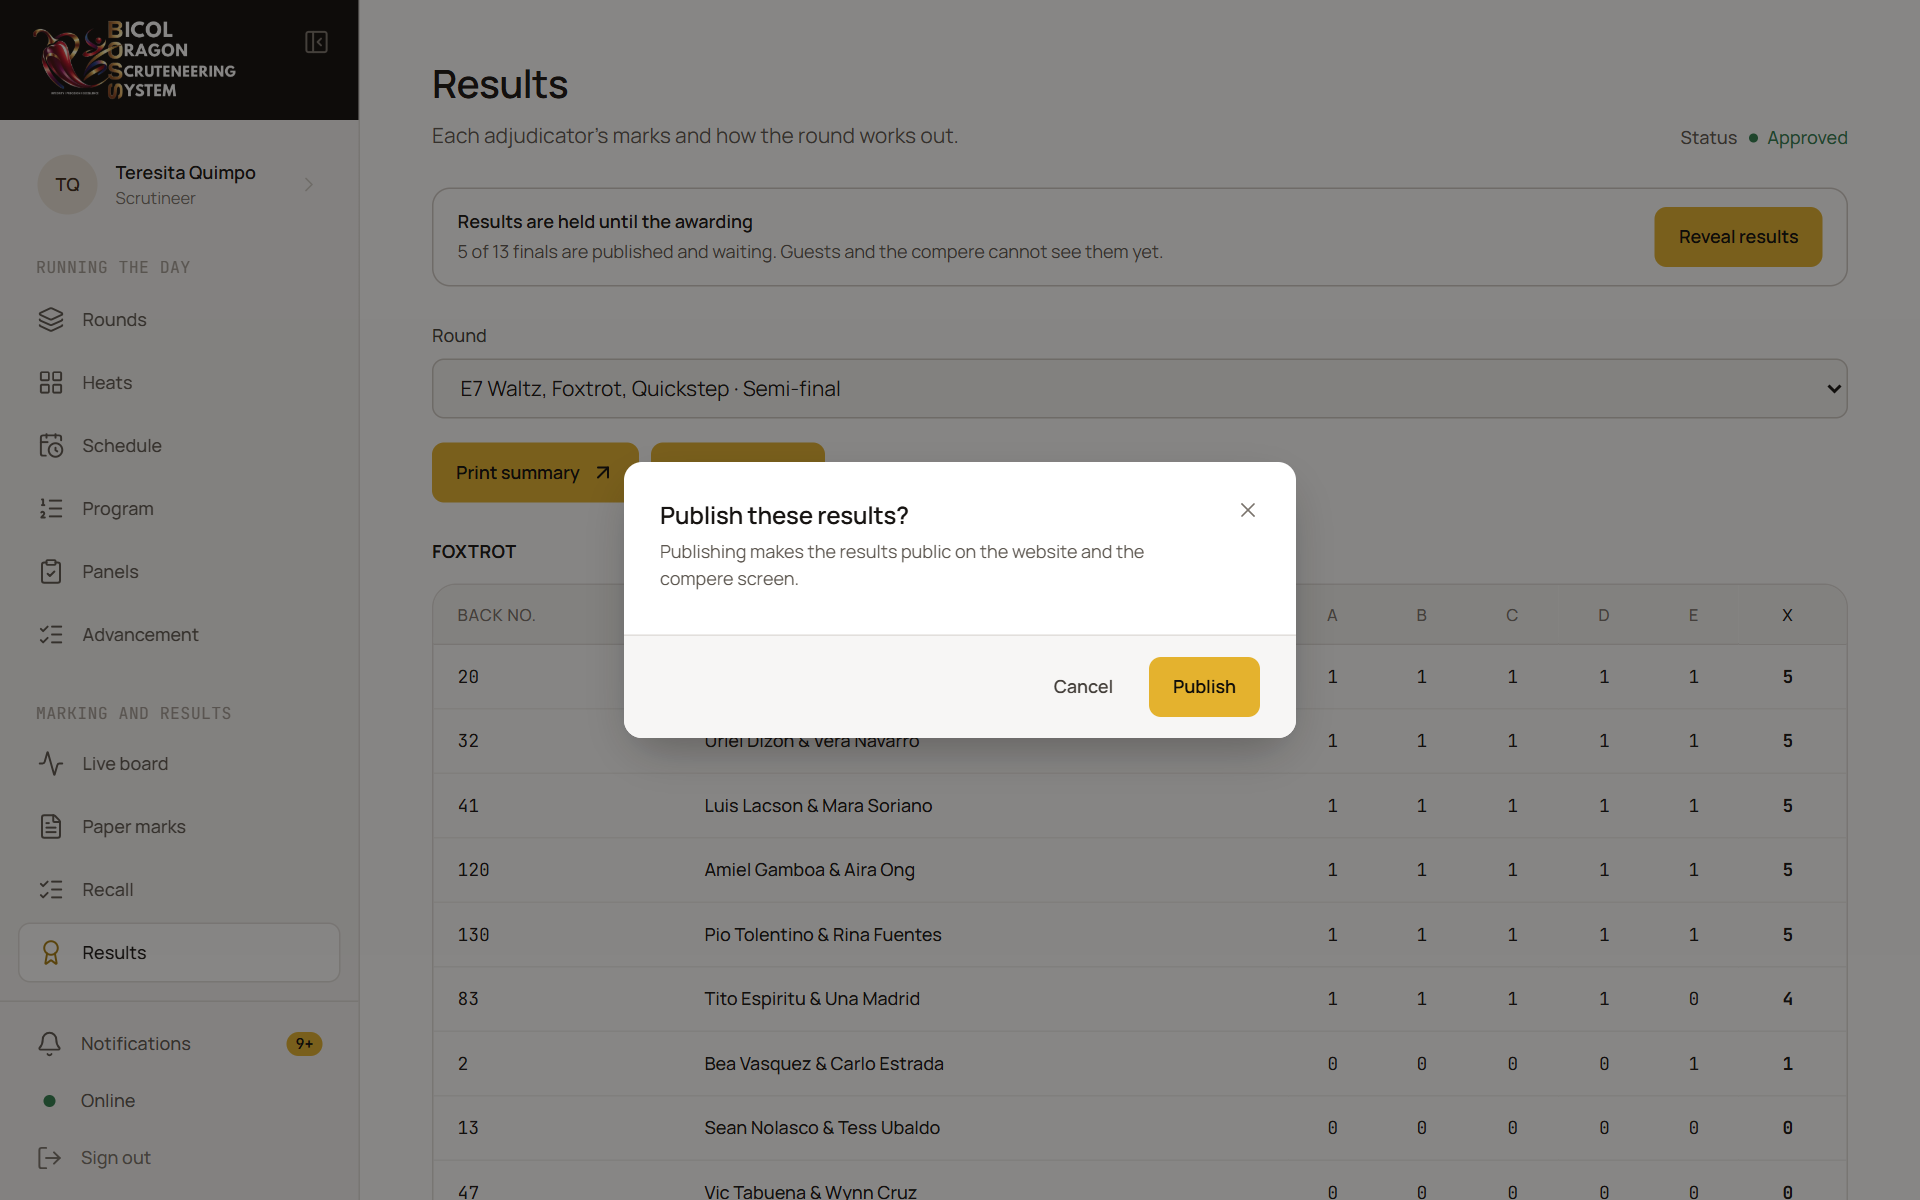 BICOL
DRAGON
SCRUTENEERING
SYSTEM
TQ
Teresita Quimpo
Scrutineer
RUNNING THE DAY
Rounds
Heats
Schedule
Program
Panels
Advancement
MARKING AND RESULTS
Live board
Paper marks
Recall
Results
Notifications 9+
Online
Sign out
Results
Each adjudicator's marks and how the round works out.
Status Approved
Results are held until the awarding
5 of 13 finals are published and waiting. Guests and the compere cannot see them yet.
Reveal results
Round
E7 Waltz, Foxtrot, Quickstep · Semi-final
Print summary
Publish these results?
Publishing makes the results public on the website and the
compere screen.
Cancel
Publish
FOXTROT
BACK NO. A B C D E X
20 1 1 1 1 1 5
32 Uriel Dizon & Vera Navarro 1 1 1 1 1 5
41 Luis Lacson & Mara Soriano 1 1 1 1 1 5
120 Amiel Gamboa & Aira Ong 1 1 1 1 1 5
130 Pio Tolentino & Rina Fuentes 1 1 1 1 1 5
83 Tito Espiritu & Una Madrid 1 1 1 1 0 4
2 Bea Vasquez & Carlo Estrada 0 0 0 0 1 1
13 Sean Nolasco & Tess Ubaldo 0 0 0 0 0 0
47 Vic Tabuena & Wynn Cruz 0 0 0 0 0 0